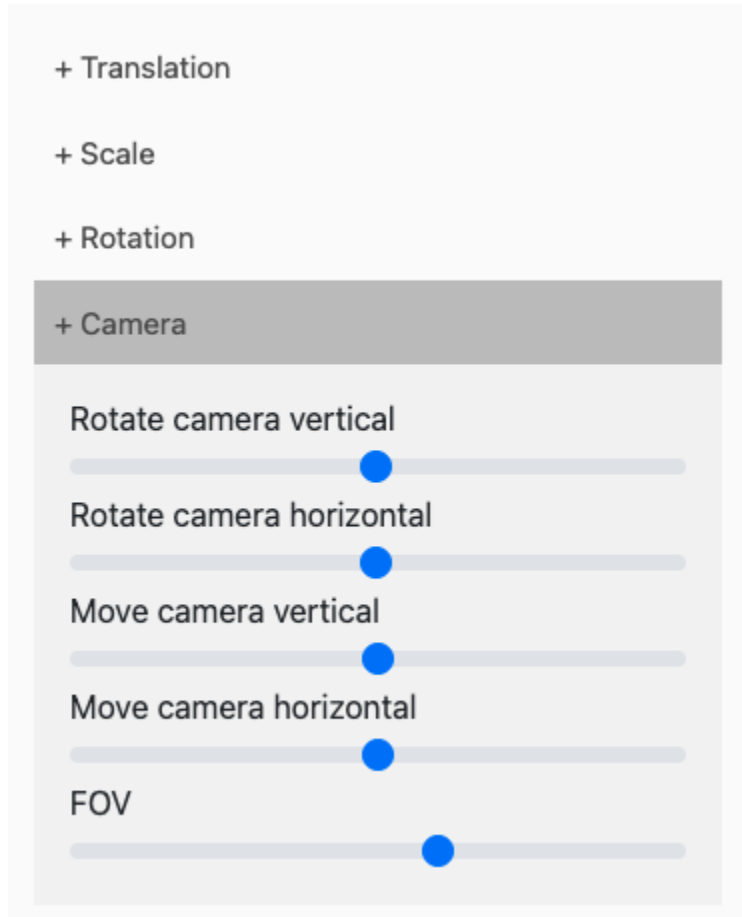 + Translation
+ Scale
+ Rotation
+ Camera
Rotate camera vertical
Rotate camera horizontal
Move camera vertical
Move camera horizontal
FOV